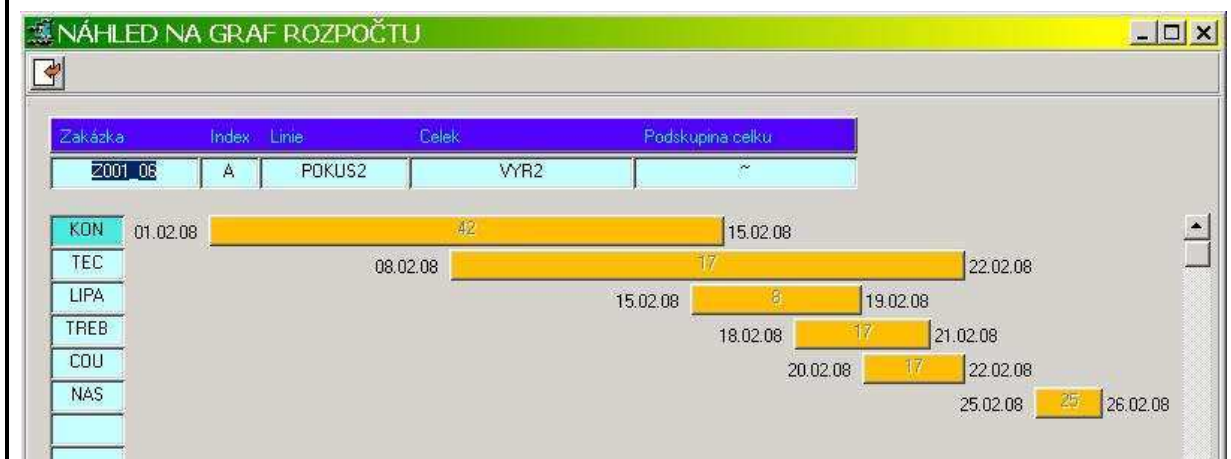 NÁHLED NA GRAF ROZPOČTU
Zakázka Index Linie Celek Podskupina celku
Z001_06 A POKUS2 VYR2 ~
KON 01.02.08 42 15.02.08
TEC 08.02.08 17 22.02.08
LIPA 15.02.08 8 19.02.08
TREB 18.02.08 17 21.02.08
COU 20.02.08 17 22.02.08
NAS 25.02.08 25 26.02.08